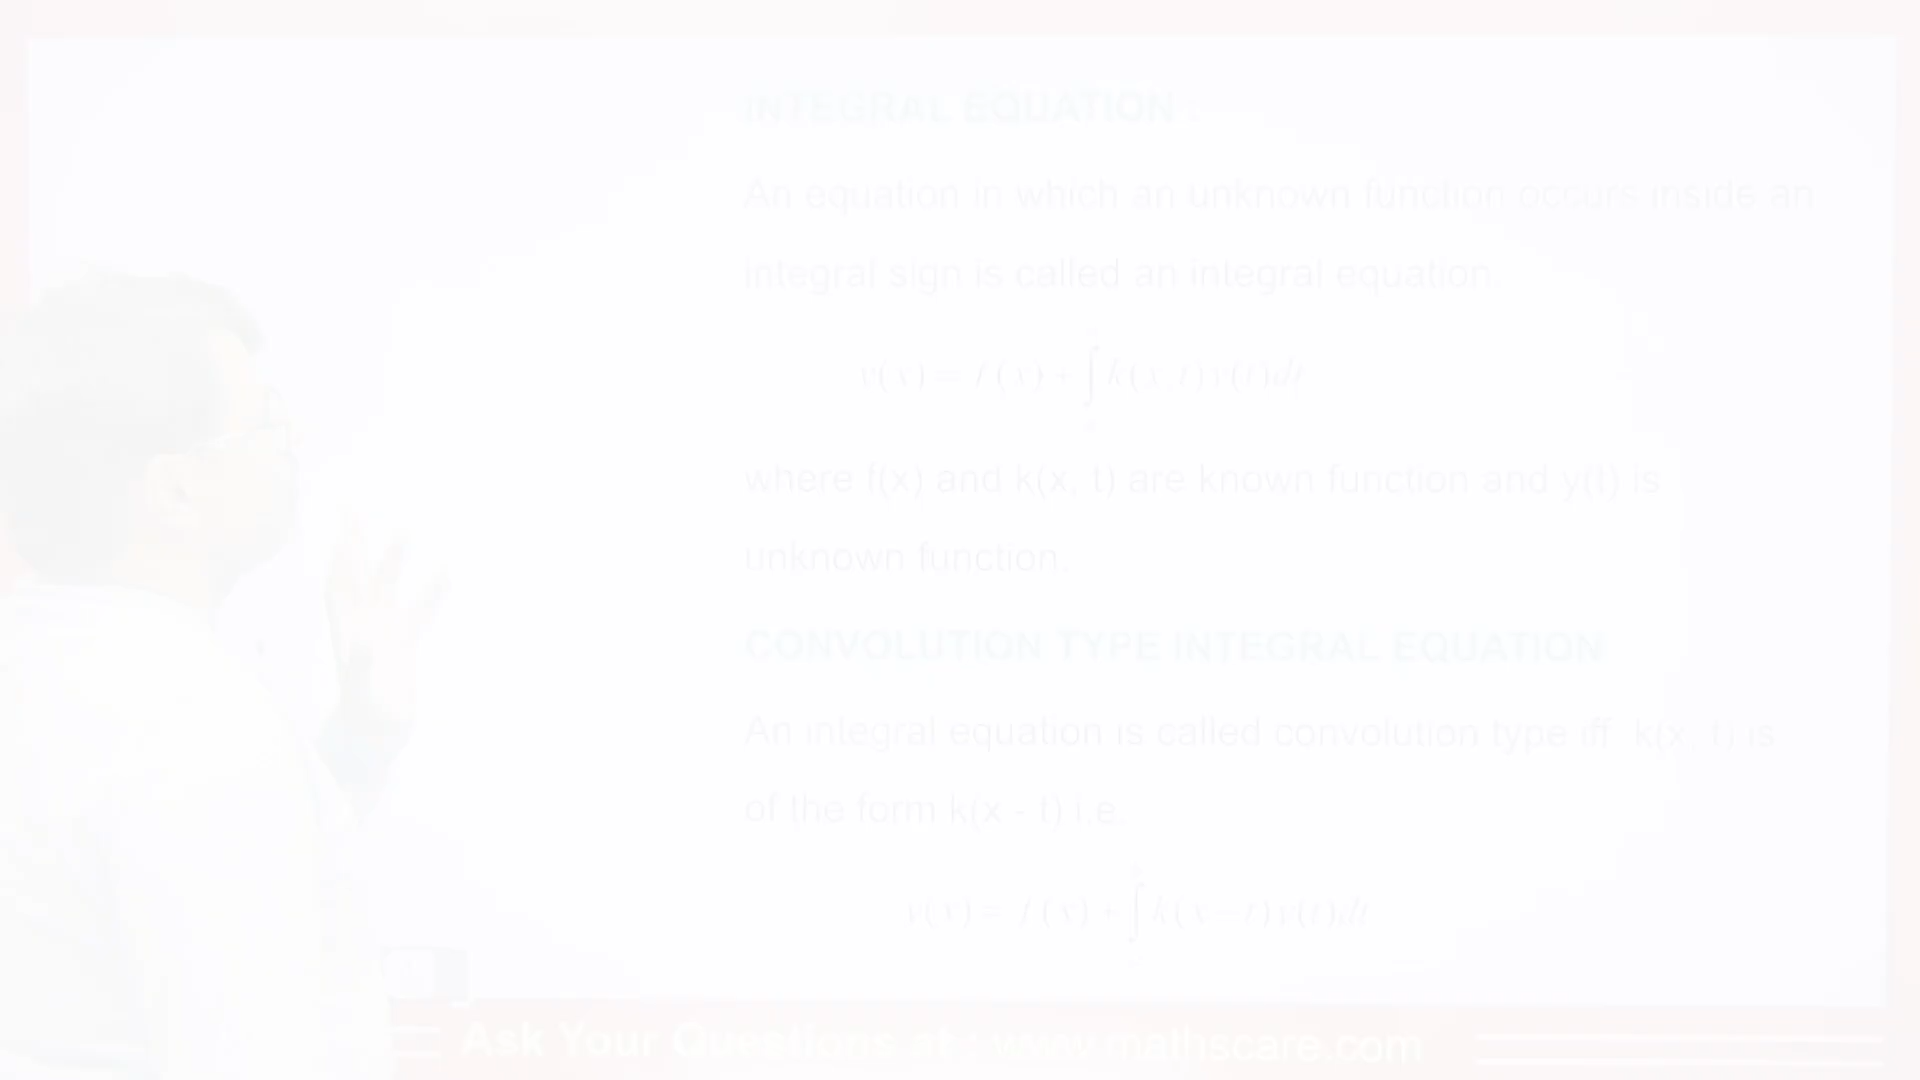 INTEGRAL EQUATION :
An equation in which an unknown function occurs inside an
integral sign is called an integral equation.
y(x) = f(x) + ∫ k(x, t) y(t) dt
where f(x) and k(x, t) are known function and y(t) is
unknown function.
CONVOLUTION TYPE INTEGRAL EQUATION
An integral equation is called convolution type iff k(x, t) is
of the form k(x - t) i.e.
y(x) = f(x) + ∫ k(x − t) y(t) dt
Ask Your Questions at : www.mathscare.com